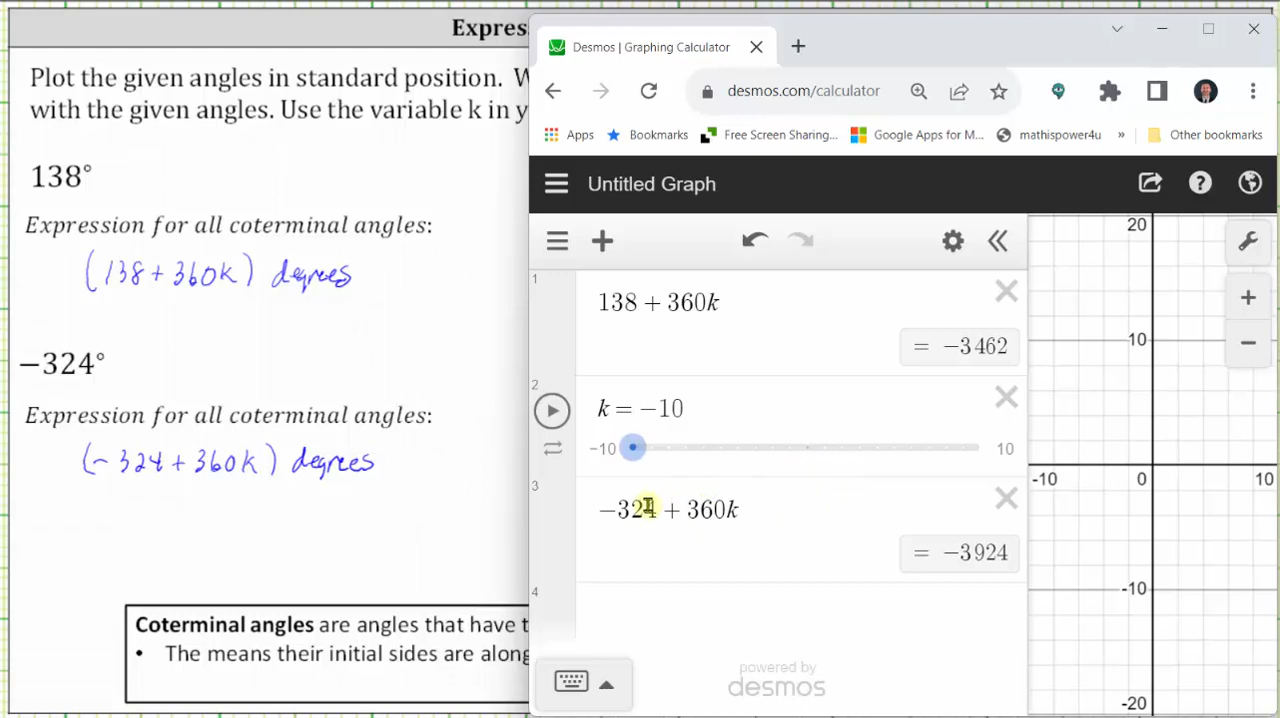 Expres
Plot the given angles in standard position. W
with the given angles. Use the variable k in y
138°
Expression for all coterminal angles:
(138 + 360k) degrees
-324°
Expression for all coterminal angles:
(-324 + 360k) degrees
Coterminal angles are angles that have t
• The means their initial sides are along
Desmos | Graphing Calculator
desmos.com/calculator
Apps Bookmarks Free Screen Sharing... Google Apps for M... mathispower4u » Other bookmarks
Untitled Graph
1
138 + 360k
= -3462
2
k = -10
-10 10
3
-324 + 360k
= -3924
4
powered by
desmos
20
10
-10 0 10
-10
-20